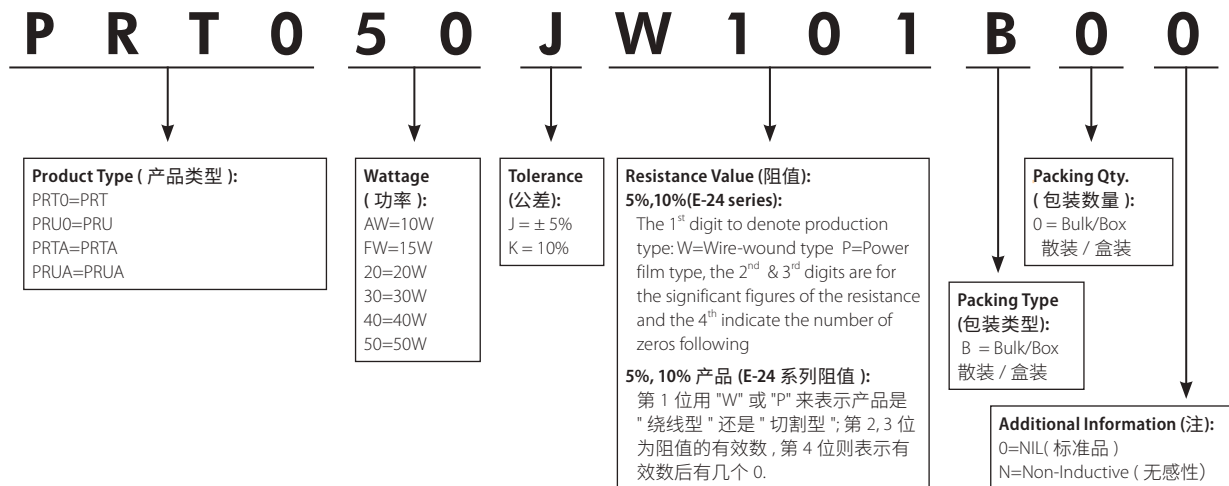 P R T 0 5 0 J W 1 0 1 B 0 0
Product Type ( 产品类型 ):
PRT0=PRT
PRU0=PRU
PRTA=PRTA
PRUA=PRUA
Wattage
( 功率 ):
AW=10W
FW=15W
20=20W
30=30W
40=40W
50=50W
Tolerance
(公差):
J = ± 5%
K = 10%
Resistance Value (阻值):
5%,10%(E-24 series):
The 1st digit to denote production
type: W=Wire-wound type P=Power
film type, the 2nd & 3rd digits are for
the significant figures of the resistance
and the 4th indicate the number of
zeros following
5%, 10% 产品 (E-24 系列阻值 ):
第 1 位用 "W" 或 "P" 来表示产品是
" 绕线型 " 还是 " 切割型 "; 第 2, 3 位
为阻值的有效数 , 第 4 位则表示有
效数后有几个 0.
Packing Type
(包装类型):
B = Bulk/Box
散装 / 盒装
Packing Qty.
( 包装数量 ):
0 = Bulk/Box
散装 / 盒装
Additional Information (注):
0=NIL( 标准品 )
N=Non-Inductive ( 无感性)